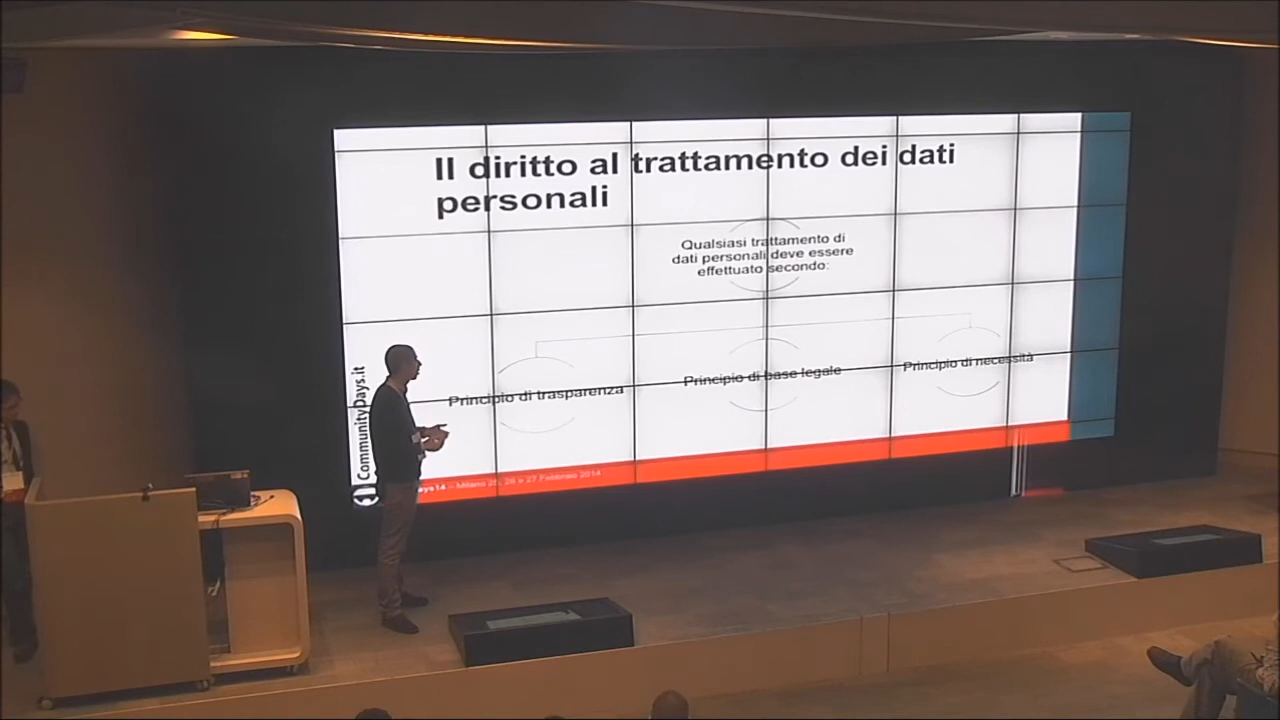 Il diritto al trattamento dei dati
personali
Qualsiasi trattamento di
dati personali deve essere
effettuato secondo:
Principio di trasparenza
Principio di base legale
Principio di necessità
CommunityDays.it
ays14 – Milano 25, 26 e 27 Febbraio 2014